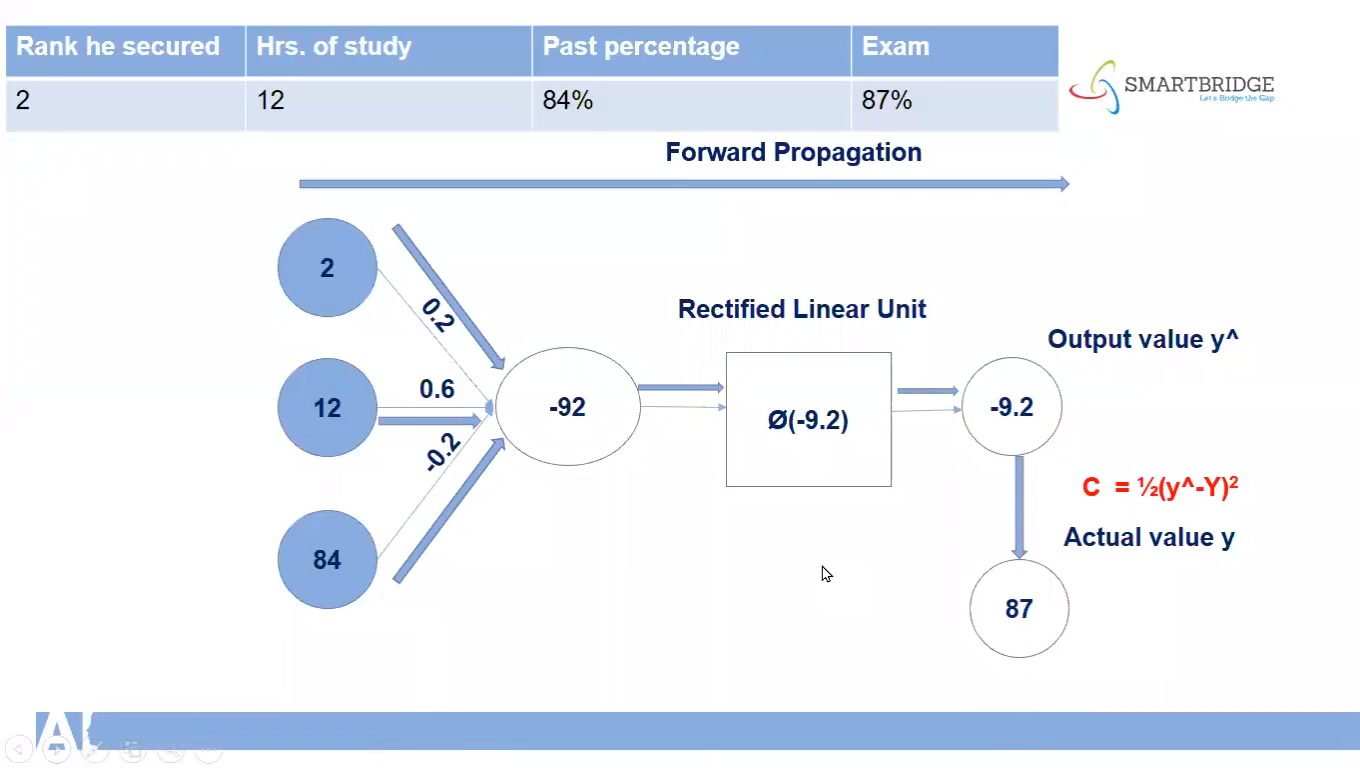 Rank he secured Hrs. of study Past percentage Exam
2 12 84% 87%
SMARTBRIDGE
Let's Bridge the Gap
Forward Propagation
2
0.2
Rectified Linear Unit
Output value y^
12
0.6
-92
Ø(-9.2)
-9.2
-0.2
C = ½(y^-Y)²
Actual value y
84
87
AI